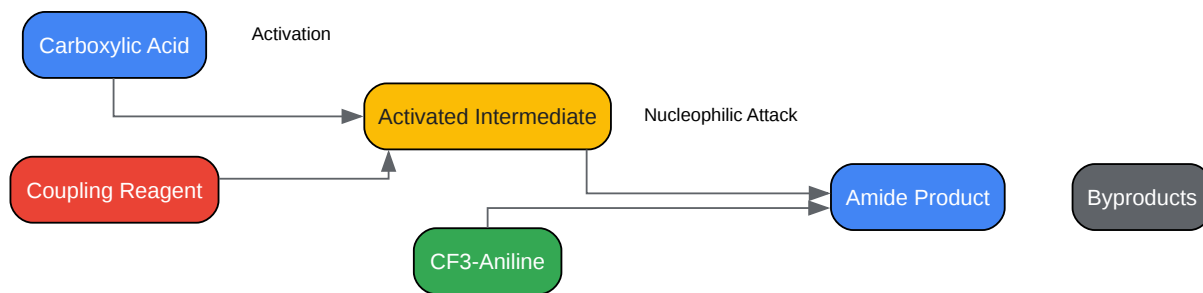 Carboxylic Acid
Activation
Activated Intermediate
Nucleophilic Attack
Coupling Reagent
Amide Product
Byproducts
CF3-Aniline